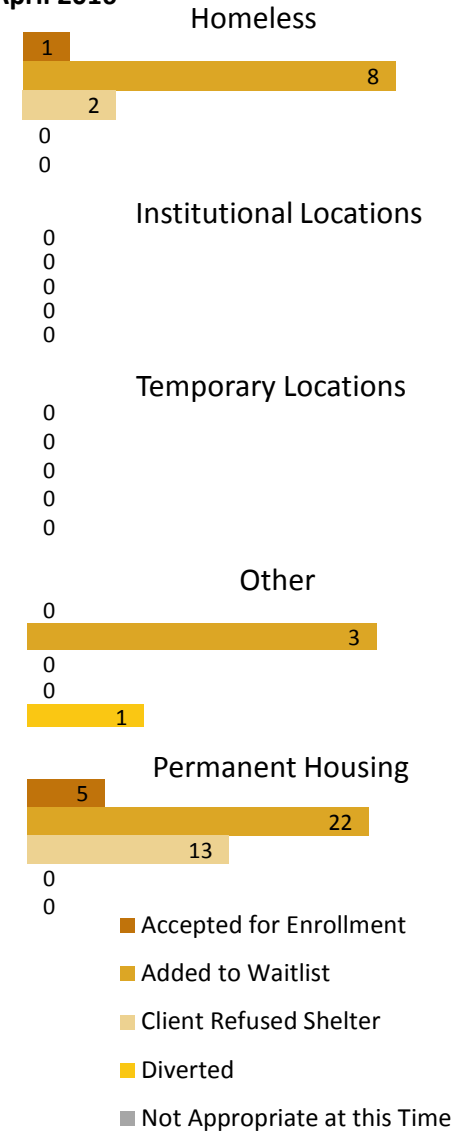 April 2016
Homeless
1
8
2
0
0
Institutional Locations
0
0
0
0
0
Temporary Locations
0
0
0
0
0
Other
0
3
0
0
1
Permanent Housing
5
22
13
0
0
Accepted for Enrollment
Added to Waitlist
Client Refused Shelter
Diverted
Not Appropriate at this Time